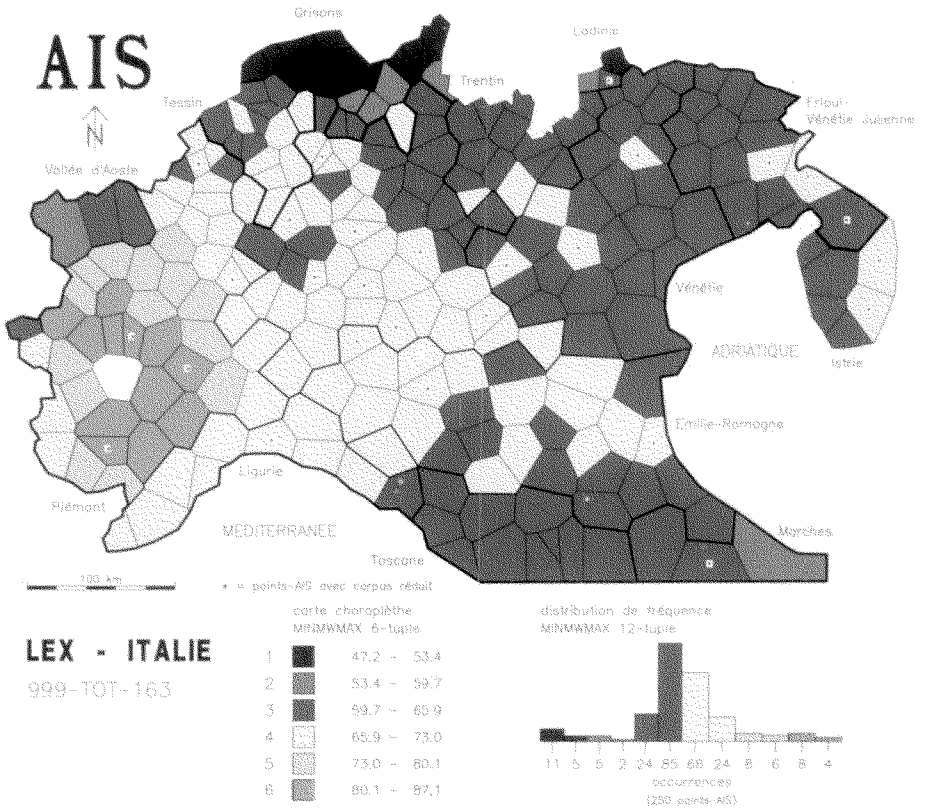 Grisons
AIS
Ladinie
Tessin
Trentin
Frioul-
Vénétie Julienne
N
Vallée d'Aoste
Vénétie
ADRIATIQUE
Istrie
Emilie-Romagne
Ligurie
Piémont
MEDITERRANEE
Marches
Toscane
100 km
• = points-AIS avec corpus réduit
carte choroplèthe
MINMWMAX 6-tuple
distribution de fréquence
MINMWMAX 12-tuple
LEX - ITALIE
999-TOT-163
1 47.2 - 53.4
2 53.4 - 59.7
3 59.7 - 65.9
4 65.9 - 73.0
5 73.0 - 80.1
6 80.1 - 87.1
11 5 5 2 24 85 68 24 8 6 8 4
occurrences
(250 points-AIS)